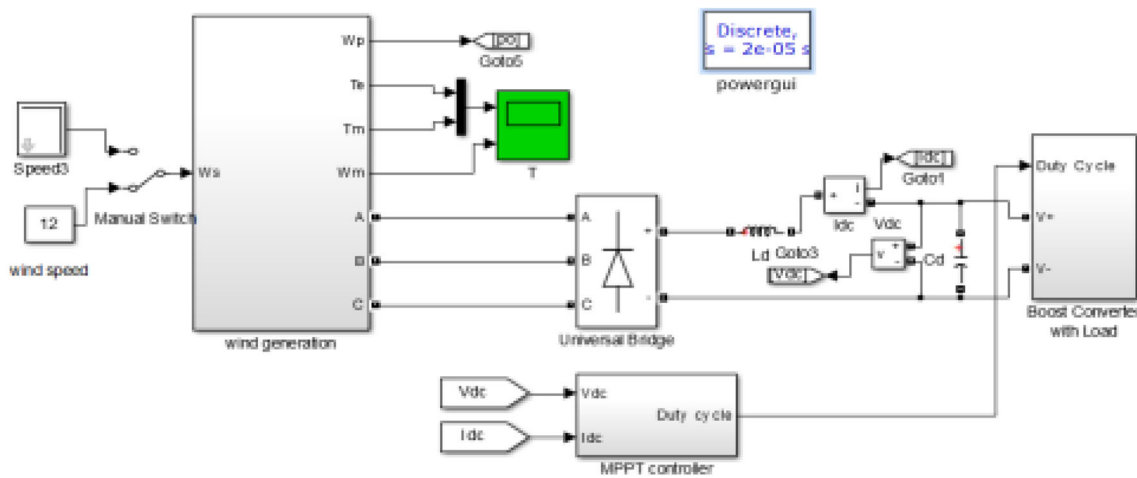 Discrete,
s = 2e-05 s
powergui
Wp
[po]
Goto5
Te
Tm
Wm
T
Speed3
Ws
Manual Switch
12
wind speed
A
B
C
wind generation
A
B
C
+
-
Universal Bridge
Ld
Goto3
[Vdc]
+
i
-
Idc
[Idc]
Goto1
Vdc
v
+
-
Cd
+
Duty Cycle
V+
V-
Boost Converter
with Load
Vdc
Idc
Vdc
Idc
Duty cycle
MPPT controller